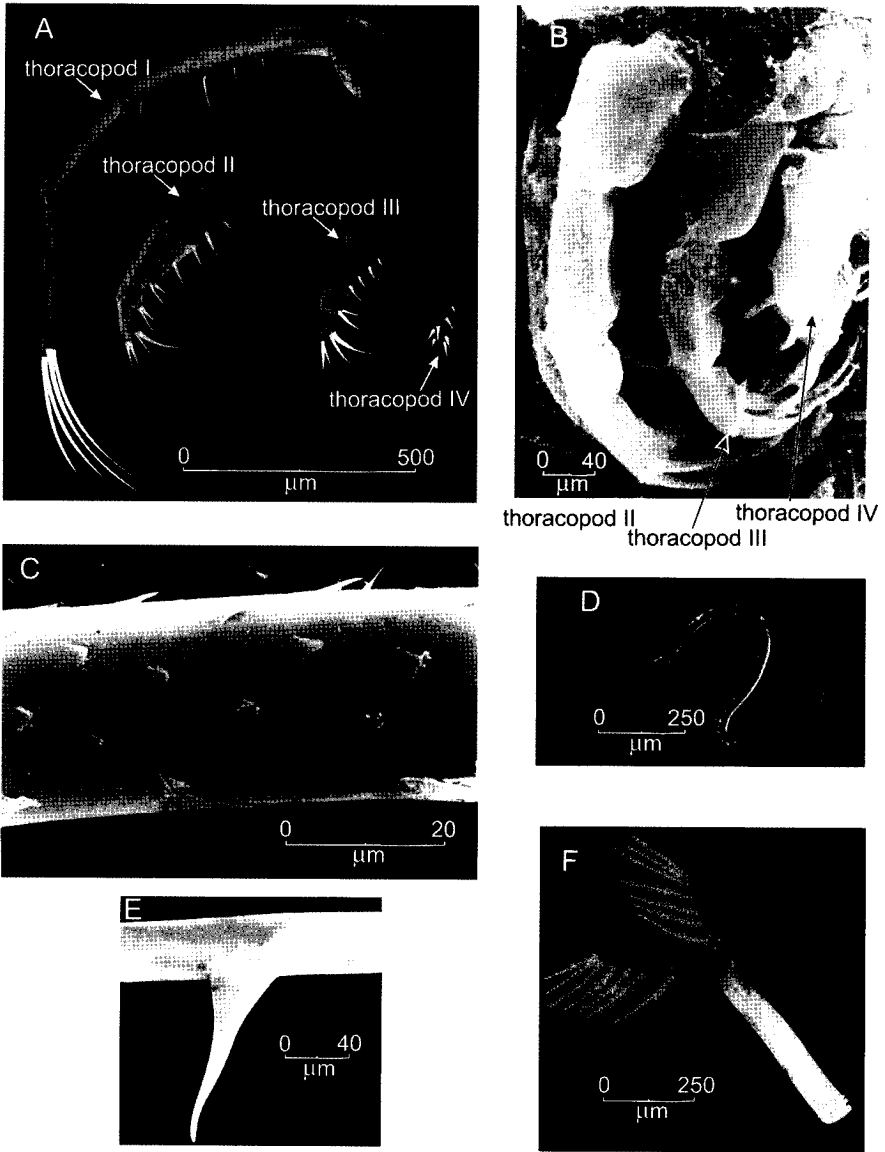 A
thoracopod I
thoracopod II
thoracopod III
thoracopod IV
0 500
μm
B
0 40
μm
thoracopod II
thoracopod III
thoracopod IV
C
0 20
μm
D
0 250
μm
E
0 40
μm
F
0 250
μm